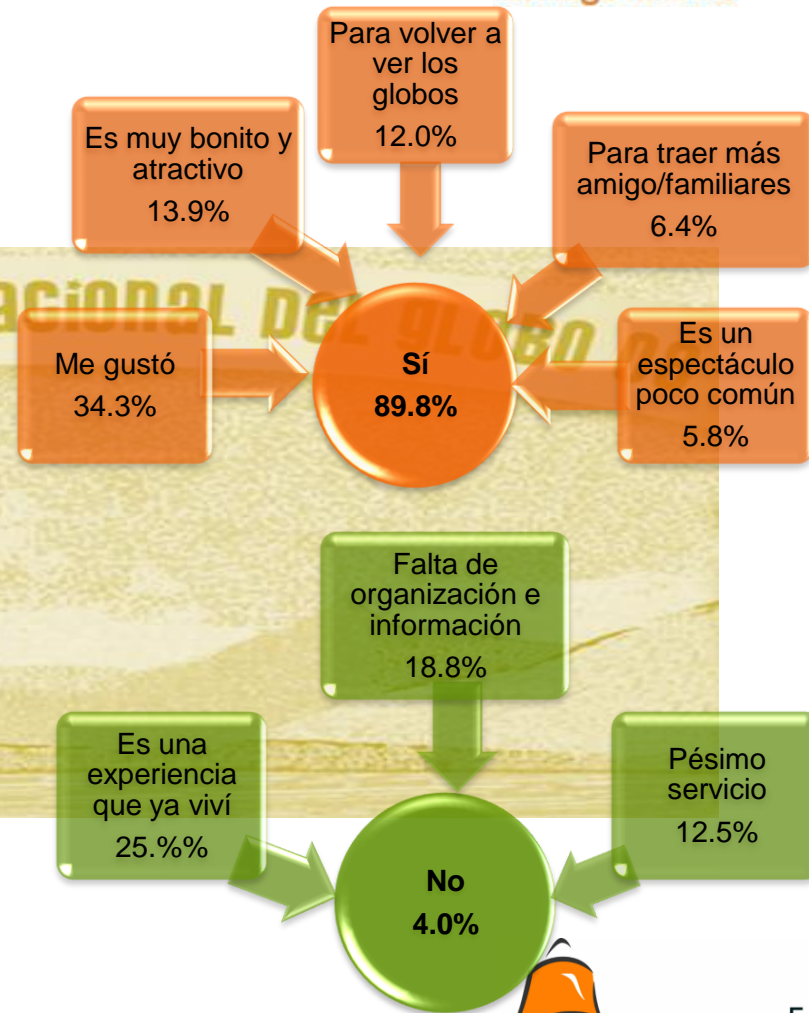 Para volver a
ver los
globos
12.0%
Es muy bonito y
atractivo
13.9%
Para traer más
amigo/familiares
6.4%
Me gustó
34.3%
Sí
89.8%
Es un
espectáculo
poco común
5.8%
Falta de
organización e
información
18.8%
Es una
experiencia
que ya viví
25.%%
Pésimo
servicio
12.5%
No
4.0%